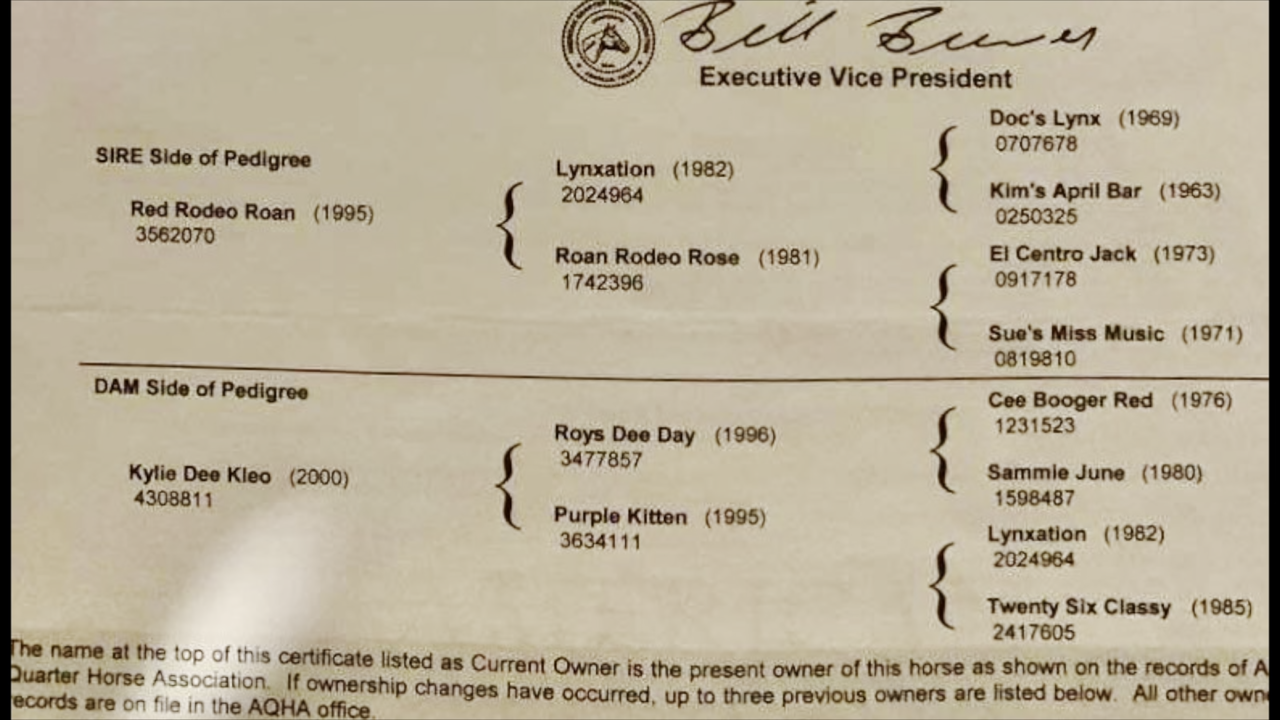 Bill Brewer
Executive Vice President
SIRE Side of Pedigree
Red Rodeo Roan (1995)
3562070
Lynxation (1982)
2024964
Roan Rodeo Rose (1981)
1742396
Doc's Lynx (1969)
0707678
Kim's April Bar (1963)
0250325
El Centro Jack (1973)
0917178
Sue's Miss Music (1971)
0819810
DAM Side of Pedigree
Kylie Dee Kleo (2000)
4308811
Roys Dee Day (1996)
3477857
Purple Kitten (1995)
3634111
Cee Booger Red (1976)
1231523
Sammie June (1980)
1598487
Lynxation (1982)
2024964
Twenty Six Classy (1985)
2417605
The name at the top of this certificate listed as Current Owner is the present owner of this horse as shown on the records of A
Quarter Horse Association. If ownership changes have occurred, up to three previous owners are listed below. All other own
ecords are on file in the AQHA office.